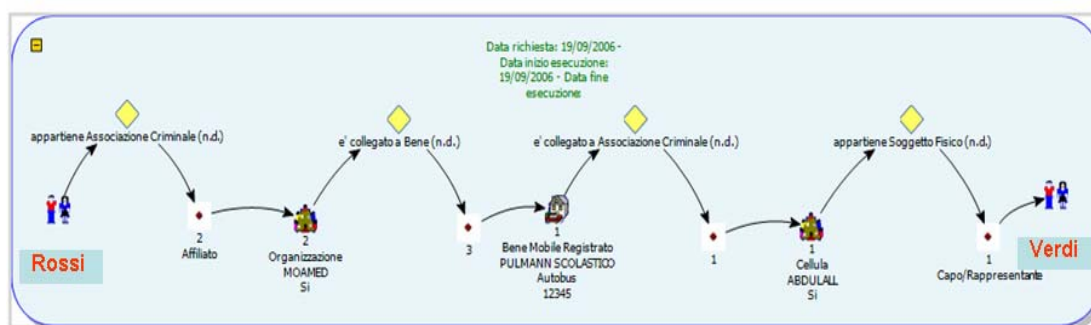 Data richiesta: 19/09/2006 -
Data inizio esecuzione:
19/09/2006 - Data fine
esecuzione:
appartiene Associazione Criminale (n.d.)
e' collegato a Bene (n.d.)
e' collegato a Associazione Criminale (n.d.)
appartiene Soggetto Fisico (n.d.)
Rossi
2
Affiliato
2
Organizzazione
MOAMED
Si
3
1
Bene Mobile Registrato
PULMANN SCOLASTICO
Autobus
12345
1
1
Cellula
ABDULALL
Si
1
Capo/Rappresentante
Verdi